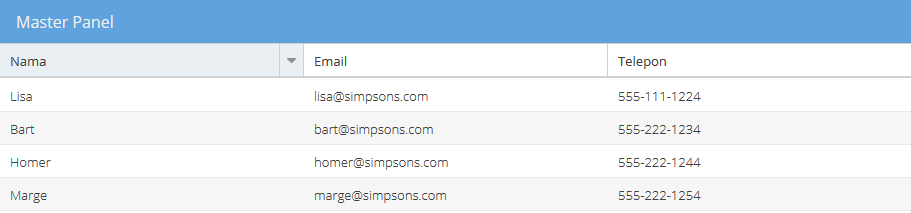 Master Panel
Nama Email Telepon
Lisa lisa@simpsons.com 555-111-1224
Bart bart@simpsons.com 555-222-1234
Homer homer@simpsons.com 555-222-1244
Marge marge@simpsons.com 555-222-1254